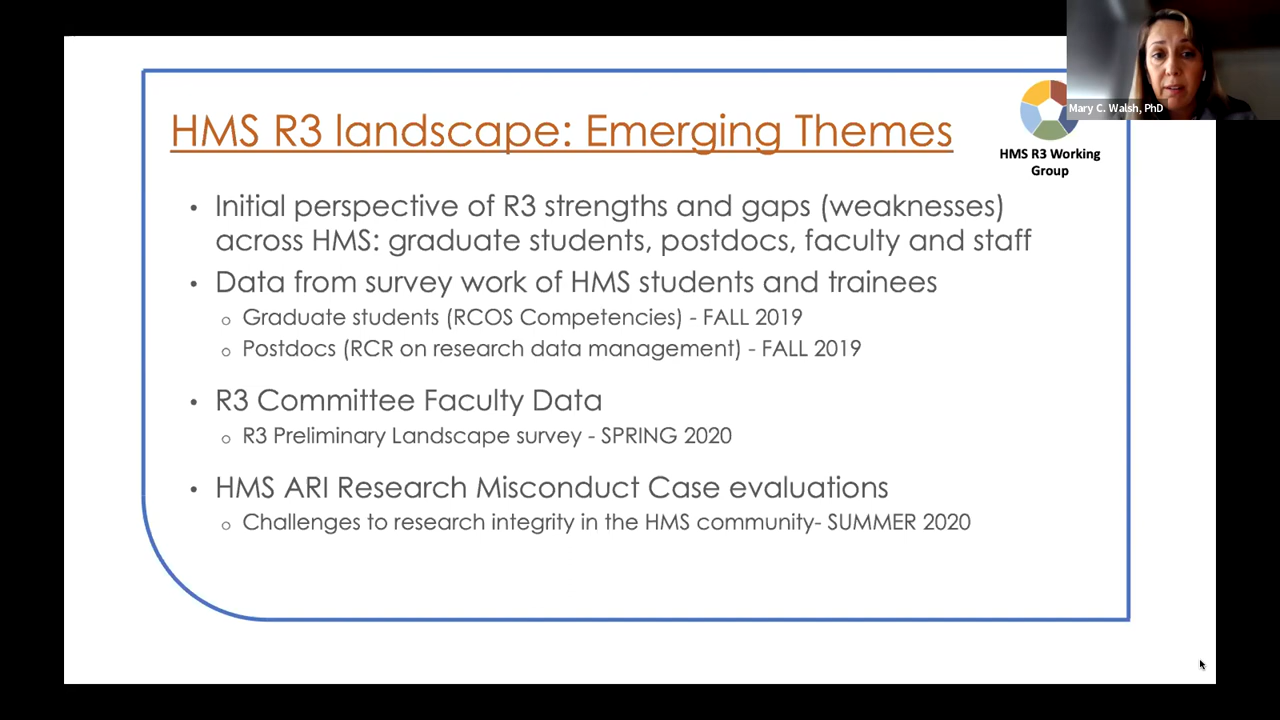 Mary C. Walsh, PhD
HMS R3 landscape: Emerging Themes
HMS R3 Working
Group
• Initial perspective of R3 strengths and gaps (weaknesses)
across HMS: graduate students, postdocs, faculty and staff
• Data from survey work of HMS students and trainees
o Graduate students (RCOS Competencies) - FALL 2019
o Postdocs (RCR on research data management) - FALL 2019
• R3 Committee Faculty Data
o R3 Preliminary Landscape survey - SPRING 2020
• HMS ARI Research Misconduct Case evaluations
o Challenges to research integrity in the HMS community- SUMMER 2020